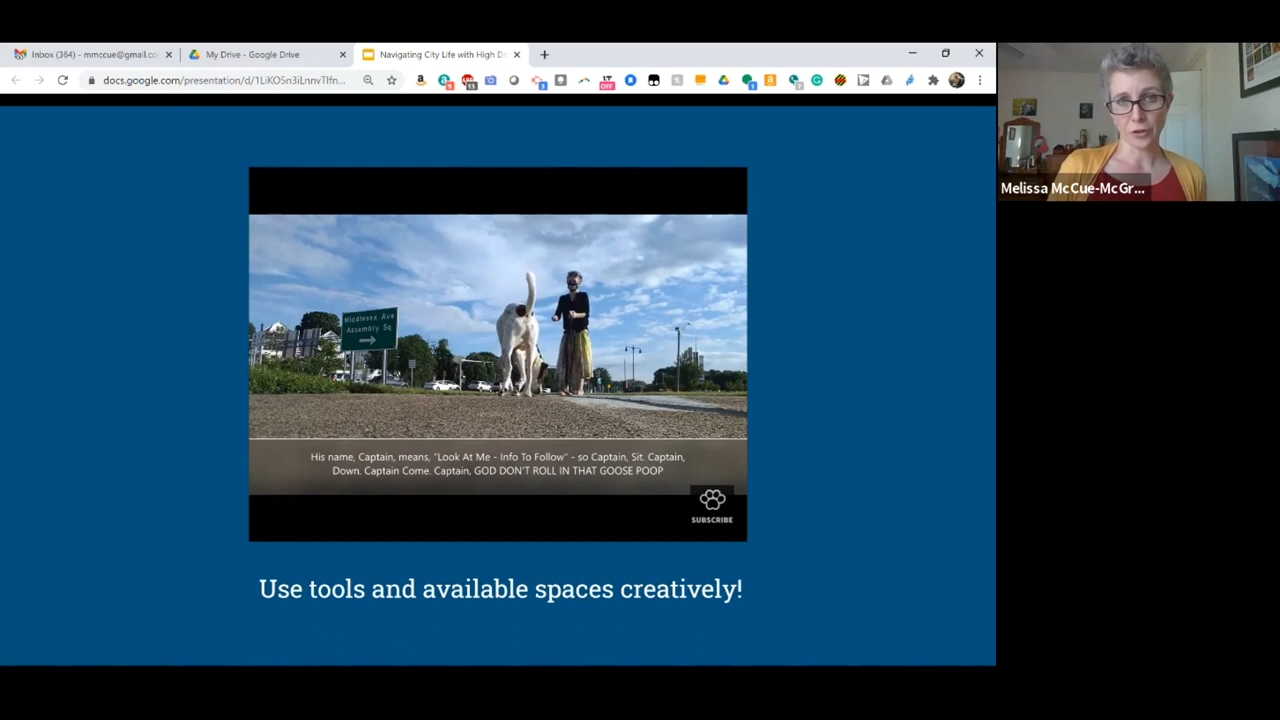 Inbox (364) - mmccue@gmail.co
My Drive - Google Drive
Navigating City Life with High D
docs.google.com/presentation/d/1LiKO5n3iLnnvTlfn...
OFF
Melissa McCue-McGr...
Middlesex Ave
Assembly Sq
His name, Captain, means, "Look At Me - Info To Follow" - so Captain, Sit. Captain,
Down. Captain Come. Captain, GOD DON'T ROLL IN THAT GOOSE POOP
SUBSCRIBE
Use tools and available spaces creatively!